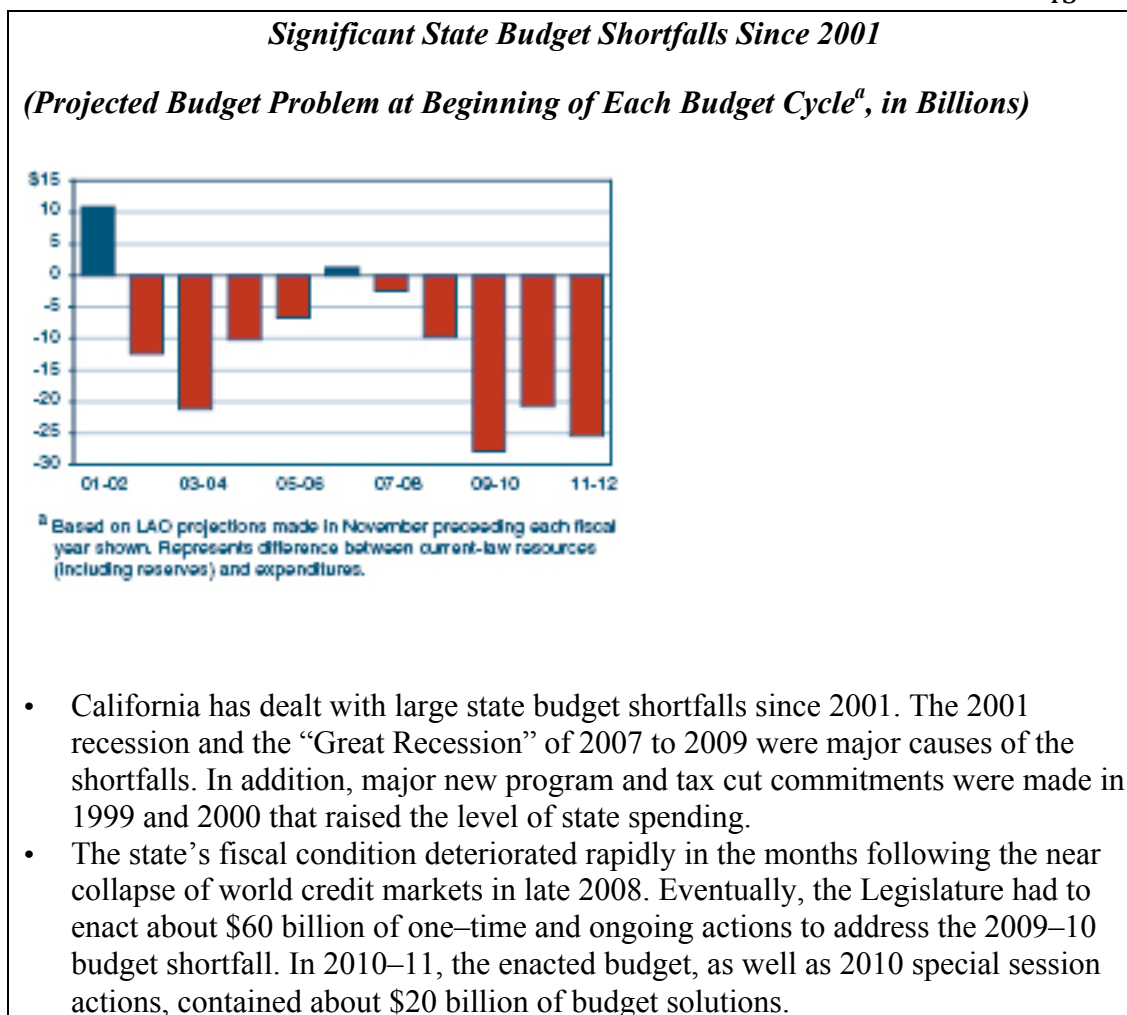 Significant State Budget Shortfalls Since 2001
(Projected Budget Problem at Beginning of Each Budget Cycleª, in Billions)
$15
10
5
0
-5
-10
-15
-20
-25
-30
01-02 03-04 05-06 07-08 09-10 11-12
ª Based on LAO projections made in November preceeding each fiscal
year shown. Represents difference between current-law resources
(including reserves) and expenditures.
• California has dealt with large state budget shortfalls since 2001. The 2001
recession and the “Great Recession” of 2007 to 2009 were major causes of the
shortfalls. In addition, major new program and tax cut commitments were made in
1999 and 2000 that raised the level of state spending.
• The state’s fiscal condition deteriorated rapidly in the months following the near
collapse of world credit markets in late 2008. Eventually, the Legislature had to
enact about $60 billion of one–time and ongoing actions to address the 2009–10
budget shortfall. In 2010–11, the enacted budget, as well as 2010 special session
actions, contained about $20 billion of budget solutions.